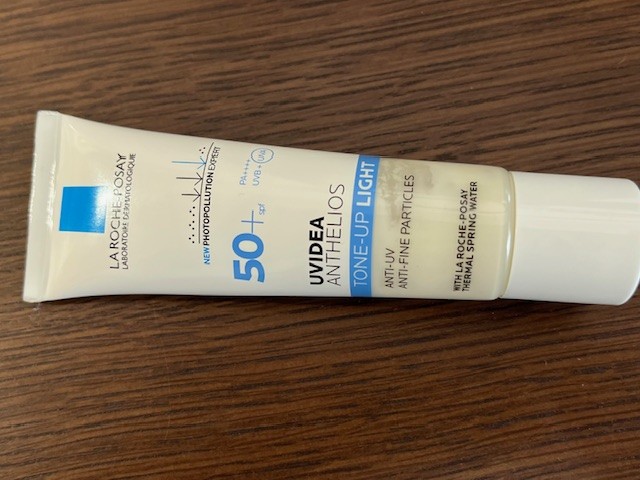 LA ROCHE-POSAY
LABORATOIRE DERMATOLOGIQUE
NEW PHOTOPOLLUTION EXPERT
50+ spf
PA++++
UVB + UVA
UVIDEA
ANTHELIOS
TONE-UP LIGHT
ANTI-UV
ANTI-FINE PARTICLES
WITH LA ROCHE-POSAY
THERMAL SPRING WATER